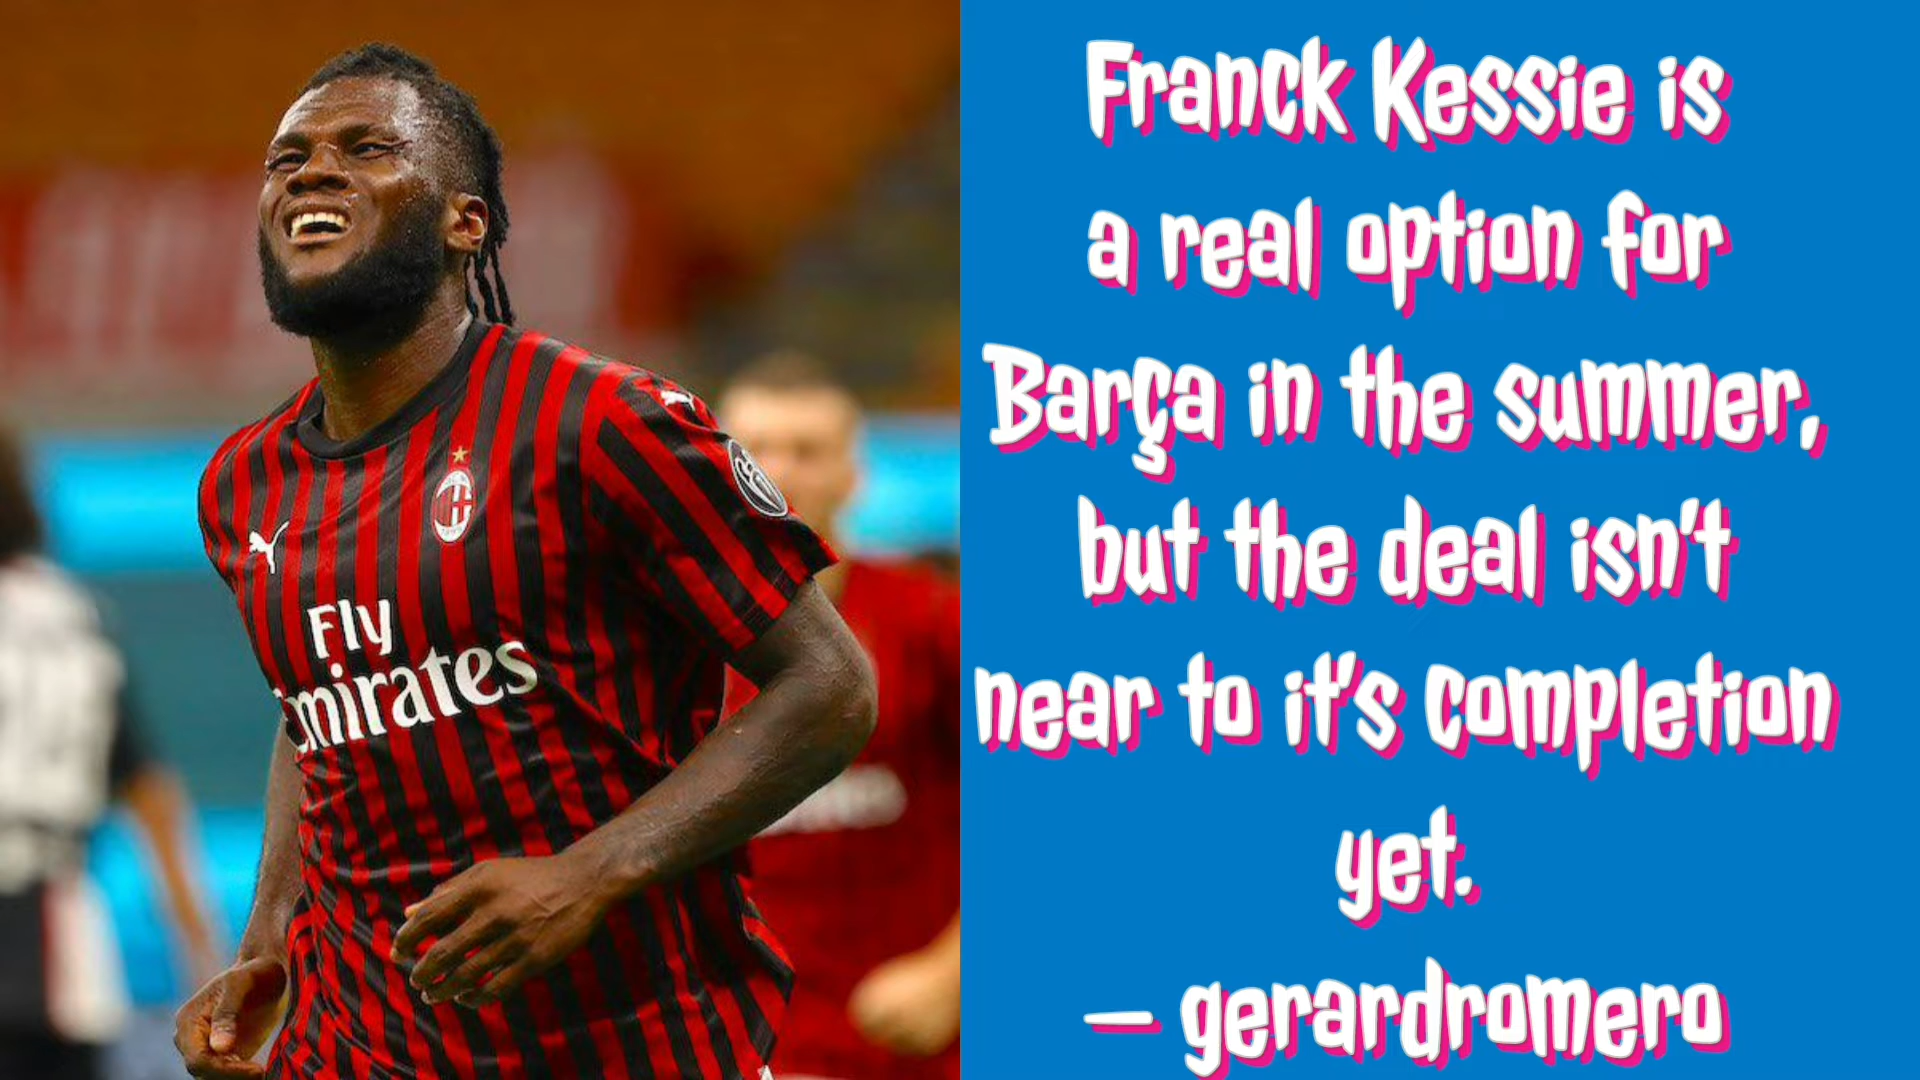 Franck Kessie is
a real option for
Barça in the summer,
but the deal isn't
near to it's completion
yet.
— gerardromero
Fly
Emirates